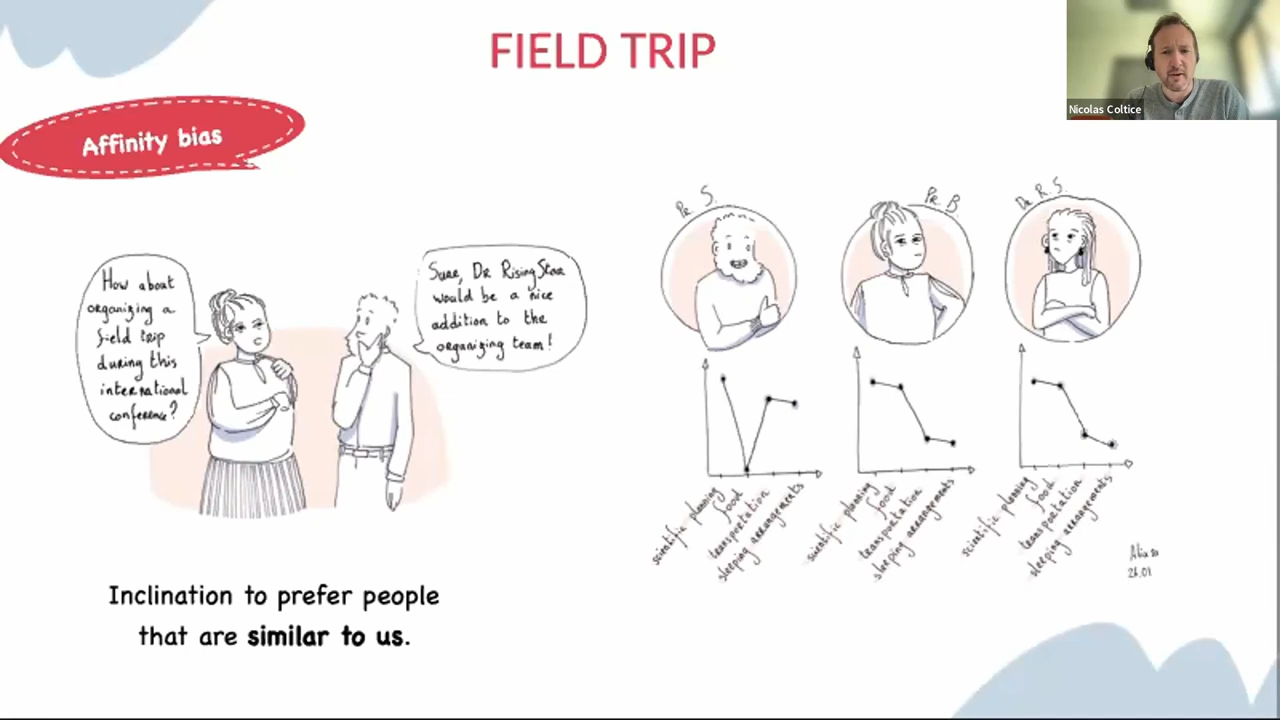 FIELD TRIP
Nicolas Coltice
Affinity bias
How about
organizing a
field trip
during this
international
conference?
Sure, Dr RisingStar
would be a nice
addition to the
organizing team!
Inclination to prefer people
that are similar to us.
Pr. S.
Pr. B.
Dr R.S.
scientific planning
food
transportation
sleeping arrangements
scientific planning
food
transportation
sleeping arrangements
scientific planning
food
transportation
sleeping arrangements